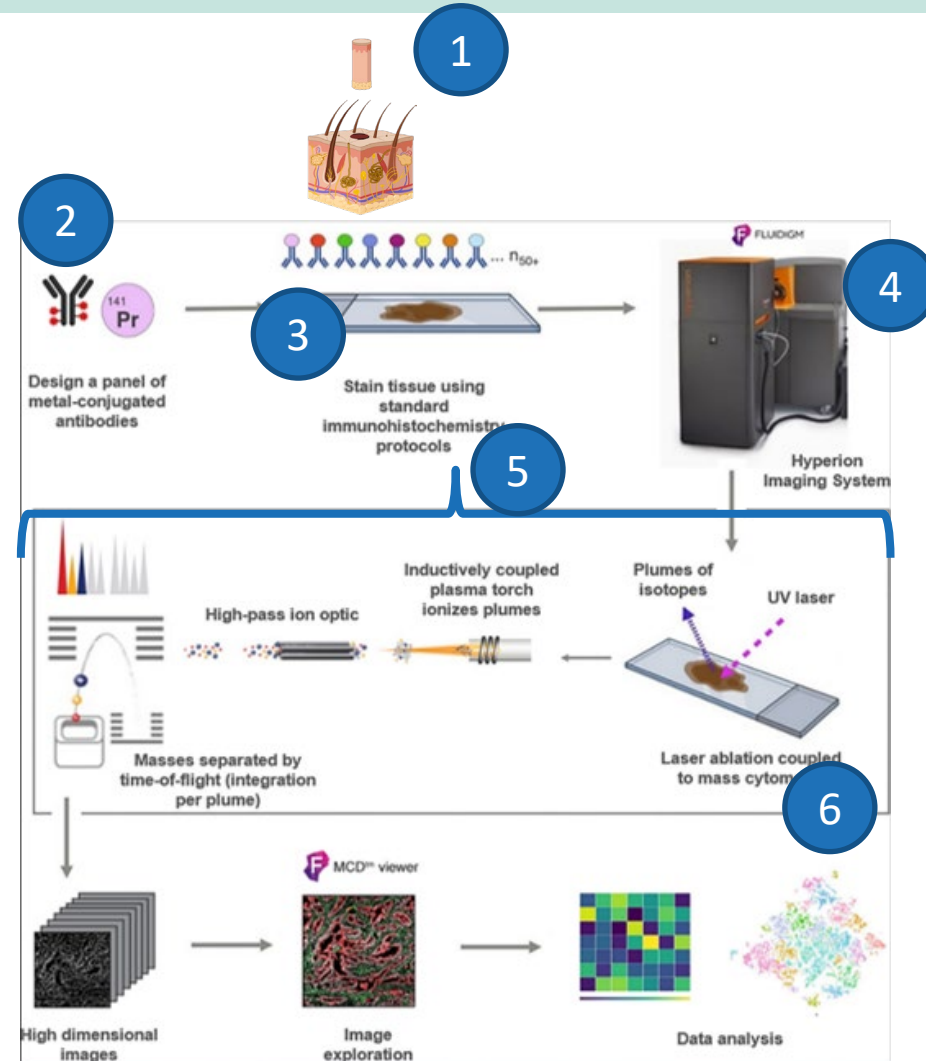 1
2
... n50+
FLUIDIGM
4
141
Pr
3
Design a panel of
metal-conjugated
antibodies
Stain tissue using
standard
immunohistochemistry
protocols
Hyperion
Imaging System
5
Plumes of
isotopes
UV laser
Inductively coupled
plasma torch
ionizes plumes
High-pass ion optic
Masses separated by
time-of-flight (integration
per plume)
Laser ablation coupled
to mass
6
MCD™ viewer
High dimensional
images
Image
exploration
Data analysis